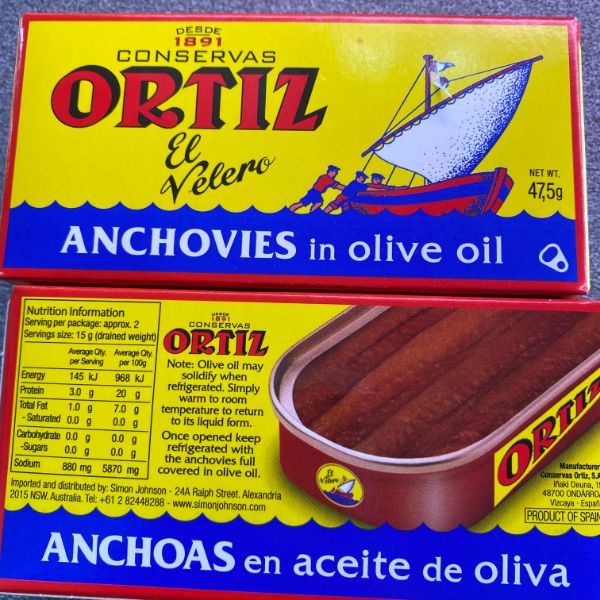 DESDE
1891
CONSERVAS
ORTIZ
El
Velero
NET WT.
47,5g
ANCHOVIES in olive oil
Nutrition Information
Serving per package: approx. 2
Servings size: 15 g (drained weight)
Average Qty. per Serving Average Qty. per 100g
Energy 145 kJ 968 kJ
Protein 3.0 g 20 g
Total Fat 1.0 g 7.0 g
- Saturated 0.0 g 0.0 g
Carbohydrate 0.0 g 0.0 g
-Sugars 0.0 g 0.0 g
Sodium 880 mg 5870 mg
DESDE
1891
CONSERVAS
ORTIZ
Note: Olive oil may
solidify when
refrigerated. Simply
warm to room
temperature to return
to its liquid form.
Once opened keep
refrigerated with
the anchovies full
covered in olive oil.
Imported and distributed by: Simon Johnson - 24A Ralph Street. Alexandria
2015 NSW. Australia. Tel: +61 2 82448288 - www.simonjohnson.com
El
Velero
ORTIZ
Manufacturer
Conservas Ortiz, S.A
Iñaki Deuna, 15
48700 ONDARRO
Vizcaya - Españ
PRODUCT OF SPAIN
ANCHOAS en aceite de oliva